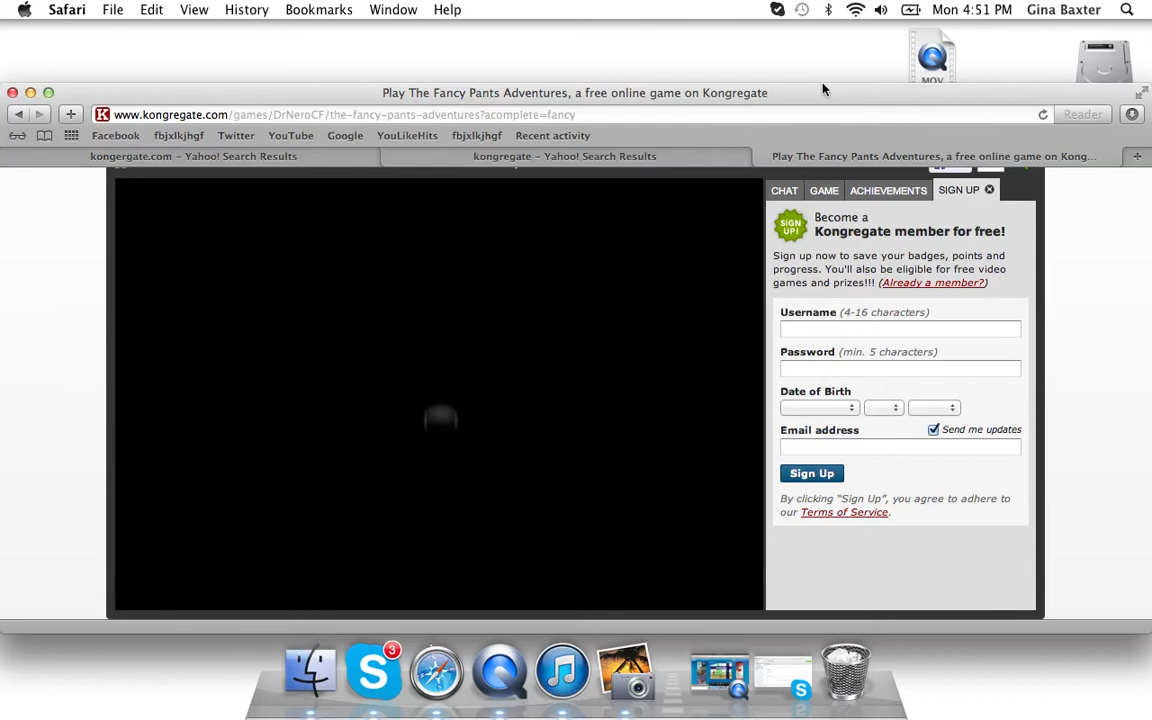 Safari File Edit View History Bookmarks Window Help Mon 4:51 PM Gina Baxter
MOV
Play The Fancy Pants Adventures, a free online game on Kongregate
www.kongregate.com/games/DrNeroCF/the-fancy-pants-adventures?acomplete=fancy Reader
Facebook fbjxlkjhgf Twitter YouTube Google YouLikeHits fbjxlkjhgf Recent activity
kongergate.com – Yahoo! Search Results kongregate – Yahoo! Search Results Play The Fancy Pants Adventures, a free online game on Kong...
CHAT GAME ACHIEVEMENTS SIGN UP
SIGN UP!
Become a
Kongregate member for free!
Sign up now to save your badges, points and
progress. You'll also be eligible for free video
games and prizes!!! (Already a member?)
Username (4-16 characters)
Password (min. 5 characters)
Date of Birth
Email address Send me updates
Sign Up
By clicking "Sign Up", you agree to adhere to
our Terms of Service.
S 3
S